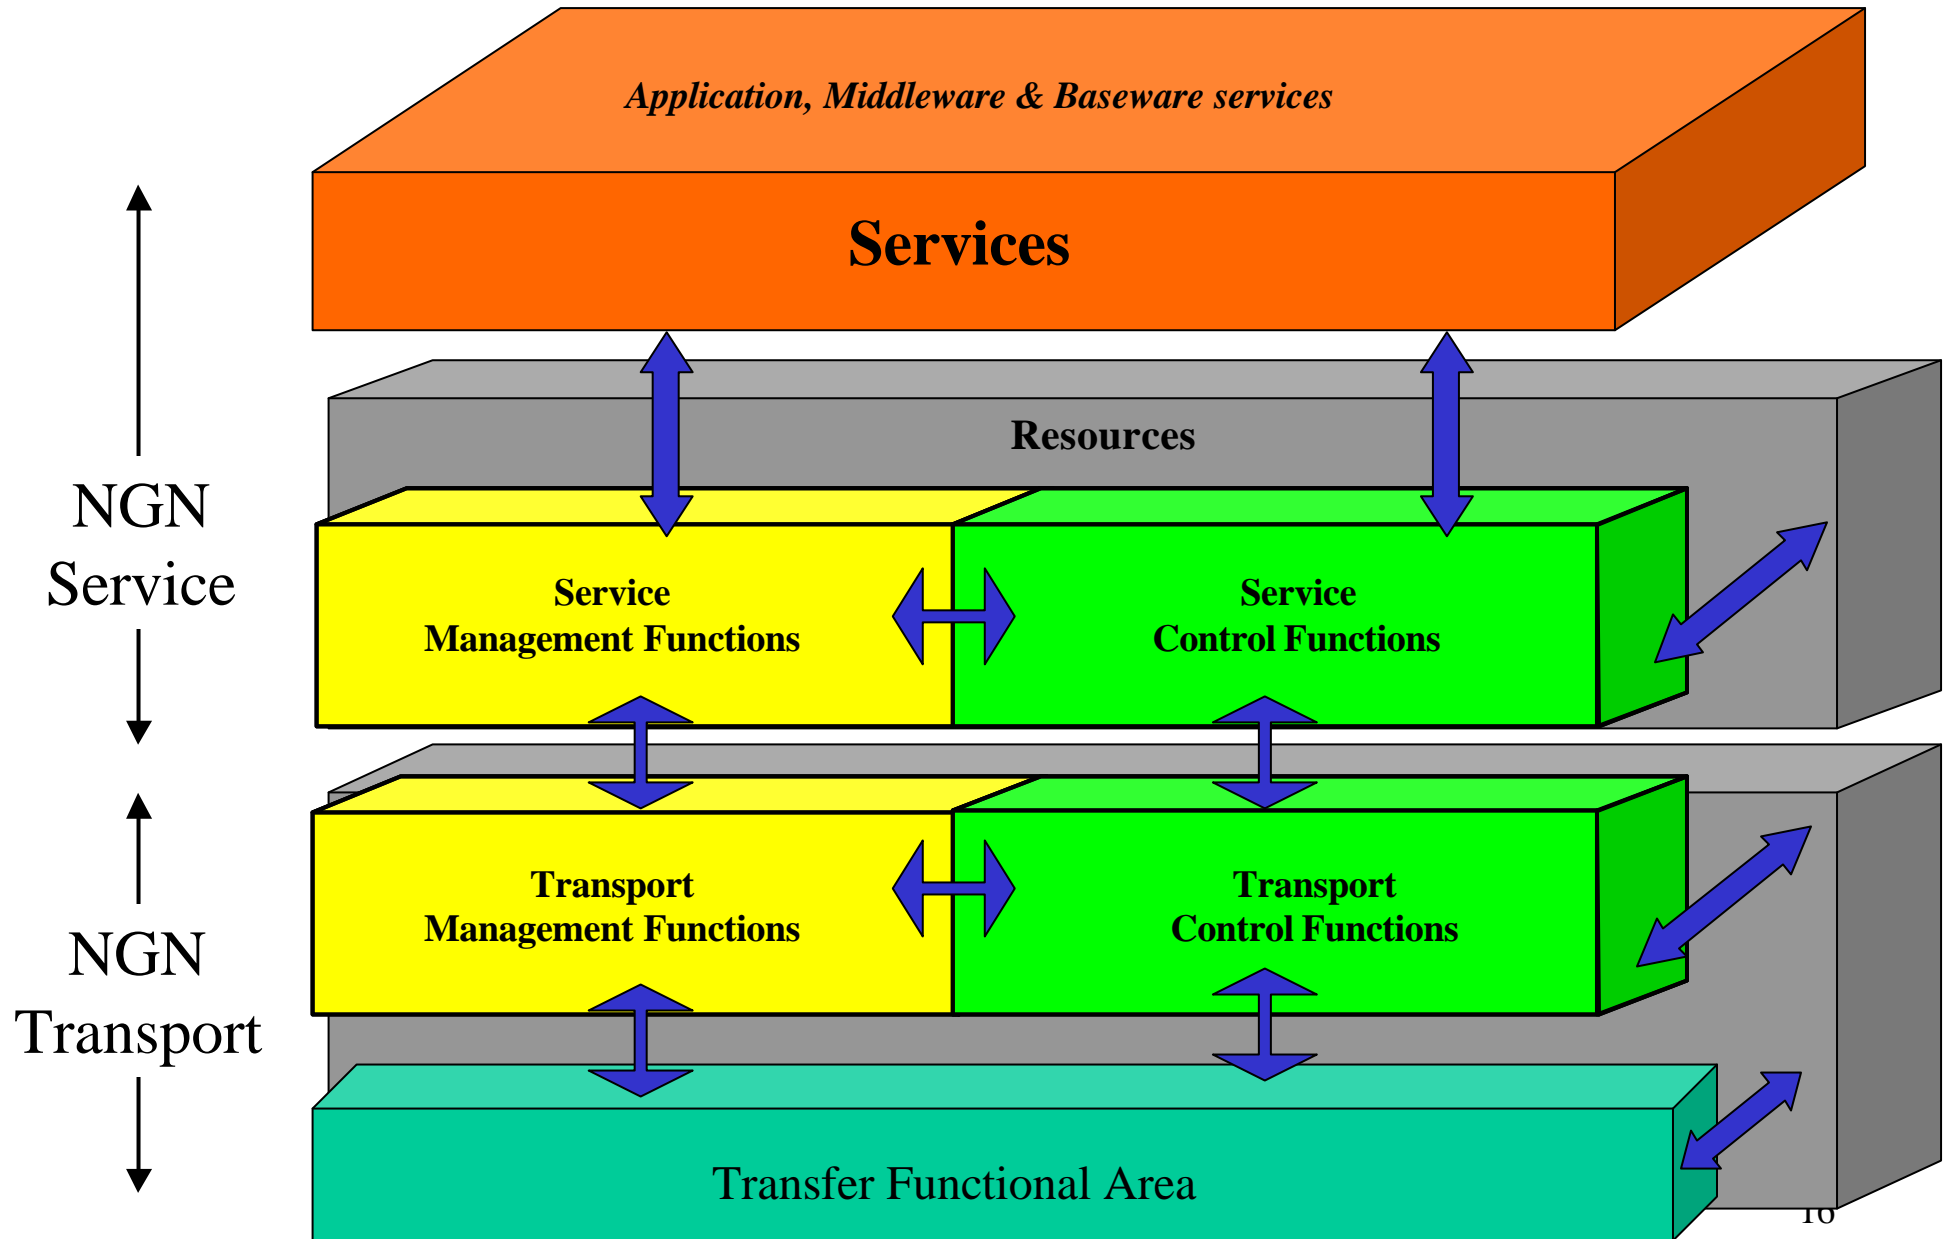 Application, Middleware & Baseware services
Services
Resources
NGN
Service
Service
Management Functions
Service
Control Functions
Transport
Management Functions
Transport
Control Functions
NGN
Transport
Transfer Functional Area
16